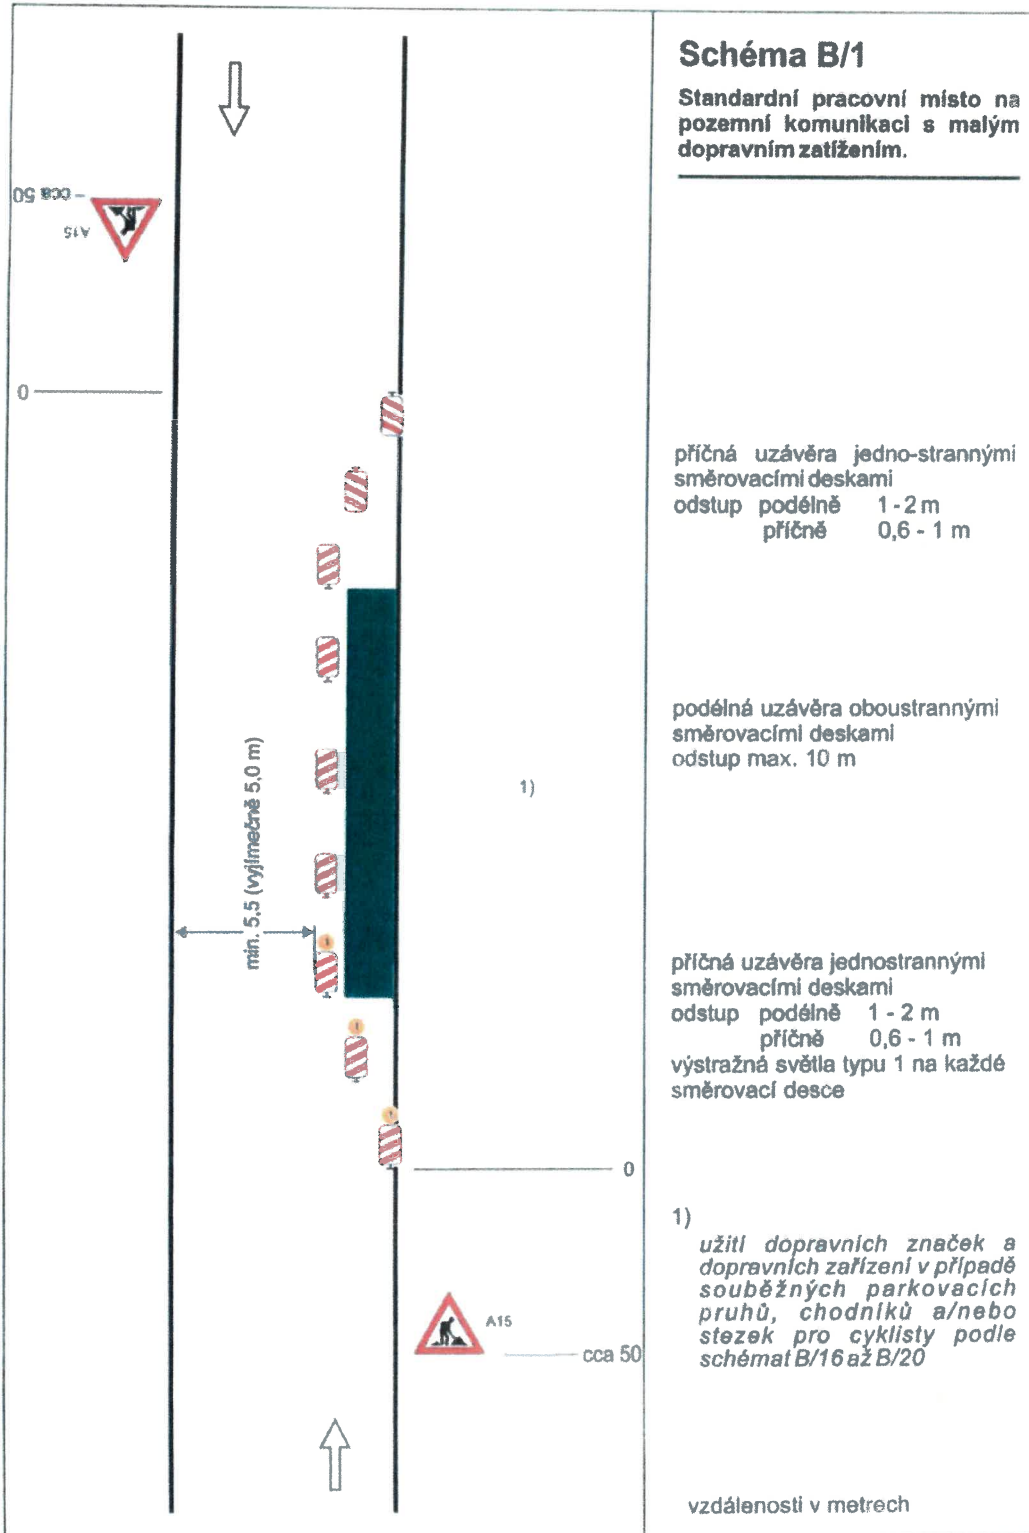 Schéma B/1
Standardní pracovní místo na
pozemní komunikaci s malým
dopravním zatížením.
cca 50
A15
0
příčná uzávěra jedno-strannými
směrovacími deskami
odstup podélně 1 - 2 m
příčně 0,6 - 1 m
podélná uzávěra oboustrannými
směrovacími deskami
odstup max. 10 m
min. 5,5 (vyjímečně 5,0 m)
1)
příčná uzávěra jednostrannými
směrovacími deskami
odstup podélně 1 - 2 m
příčně 0,6 - 1 m
výstražná světla typu 1 na každé
směrovací desce
1
1
1
0
1)
užití dopravních značek a
dopravních zařízení v případě
souběžných parkovacích
pruhů, chodníků a/nebo
stezek pro cyklisty podle
schémat B/16 až B/20
A15
cca 50
vzdálenosti v metrech